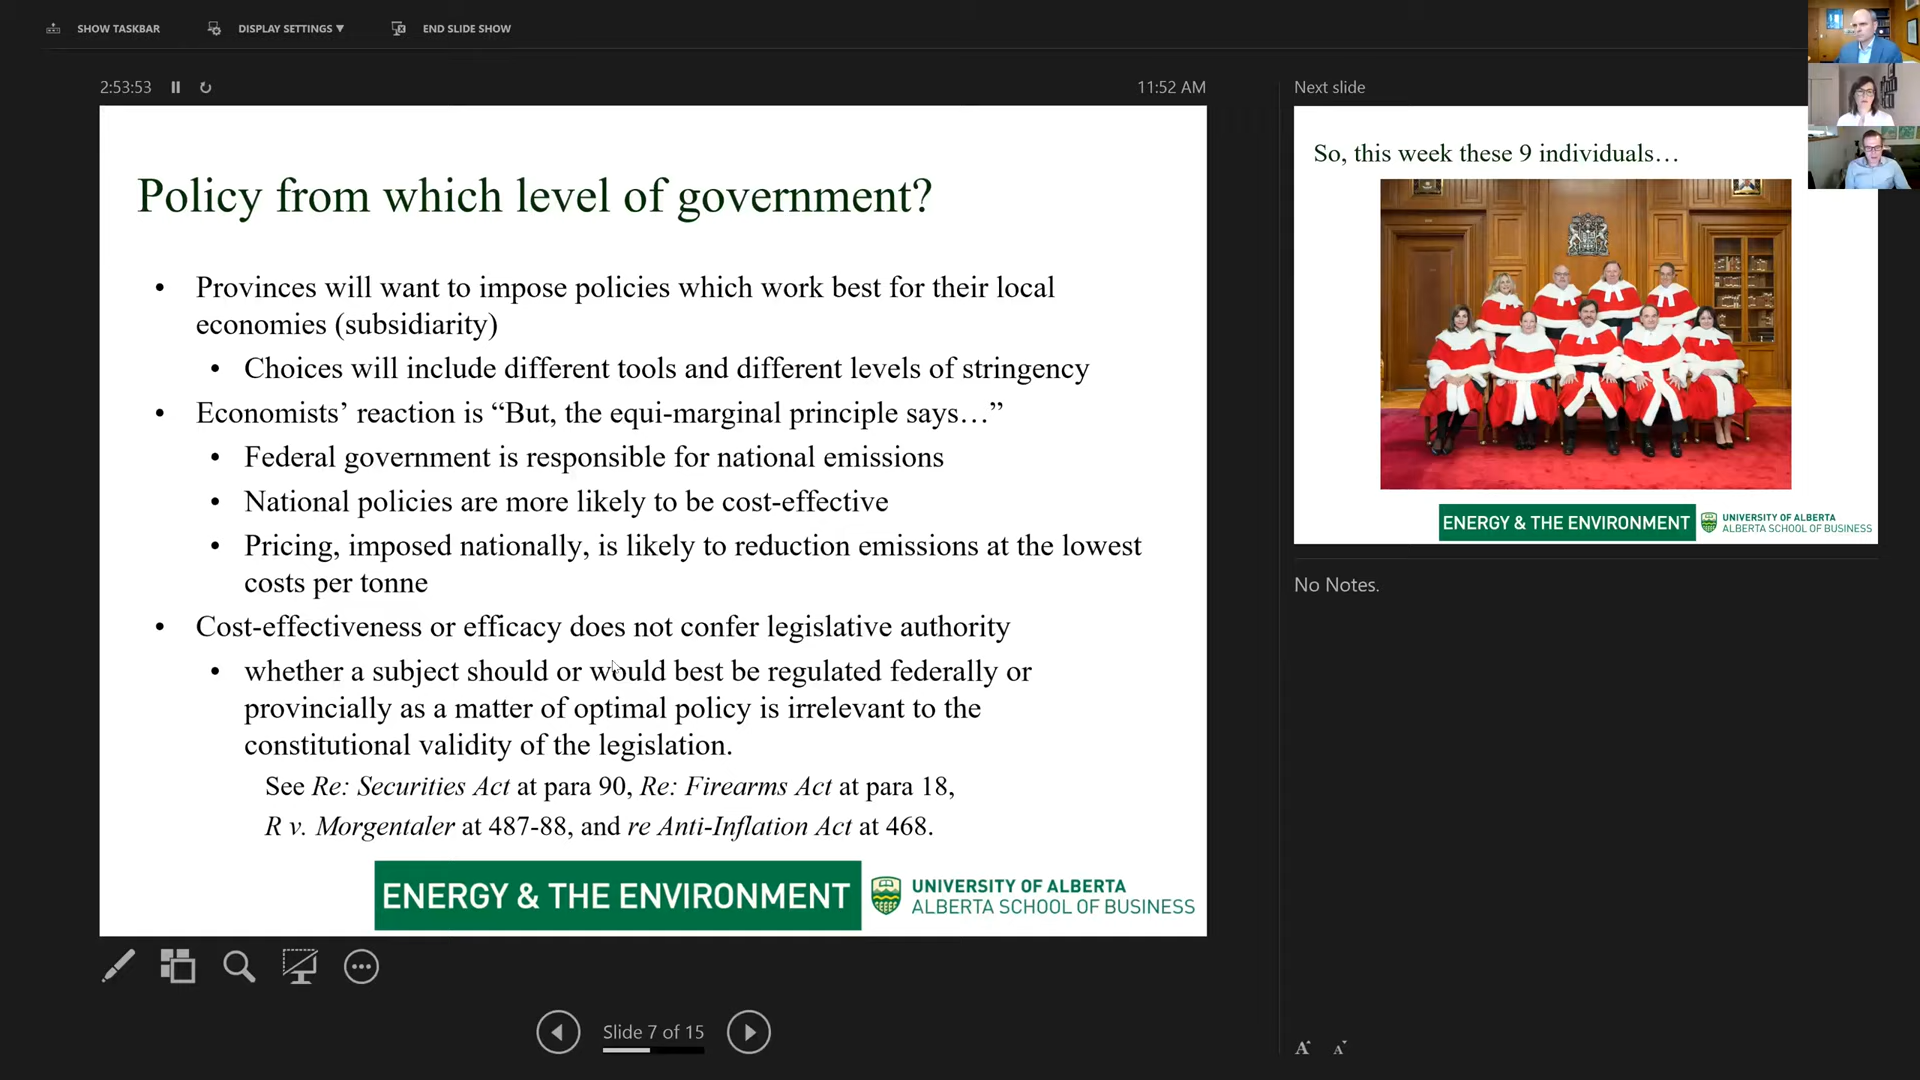 SHOW TASKBAR
DISPLAY SETTINGS ▼
END SLIDE SHOW
2:53:53
11:52 AM
Policy from which level of government?
• Provinces will want to impose policies which work best for their local
economies (subsidiarity)
• Choices will include different tools and different levels of stringency
• Economists’ reaction is “But, the equi-marginal principle says…”
• Federal government is responsible for national emissions
• National policies are more likely to be cost-effective
• Pricing, imposed nationally, is likely to reduction emissions at the lowest
costs per tonne
• Cost-effectiveness or efficacy does not confer legislative authority
• whether a subject should or would best be regulated federally or
provincially as a matter of optimal policy is irrelevant to the
constitutional validity of the legislation.
See Re: Securities Act at para 90, Re: Firearms Act at para 18,
R v. Morgentaler at 487-88, and re Anti-Inflation Act at 468.
ENERGY & THE ENVIRONMENT
UNIVERSITY OF ALBERTA
ALBERTA SCHOOL OF BUSINESS
Slide 7 of 15
Next slide
So, this week these 9 individuals…
ENERGY & THE ENVIRONMENT
UNIVERSITY OF ALBERTA
ALBERTA SCHOOL OF BUSINESS
No Notes.
A A